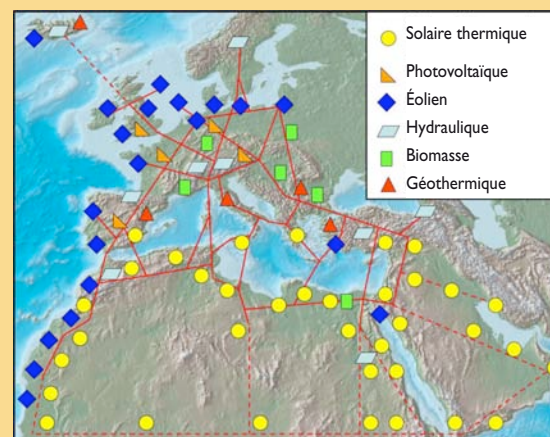 Solaire thermique
Photovoltaïque
Éolien
Hydraulique
Biomasse
Géothermique